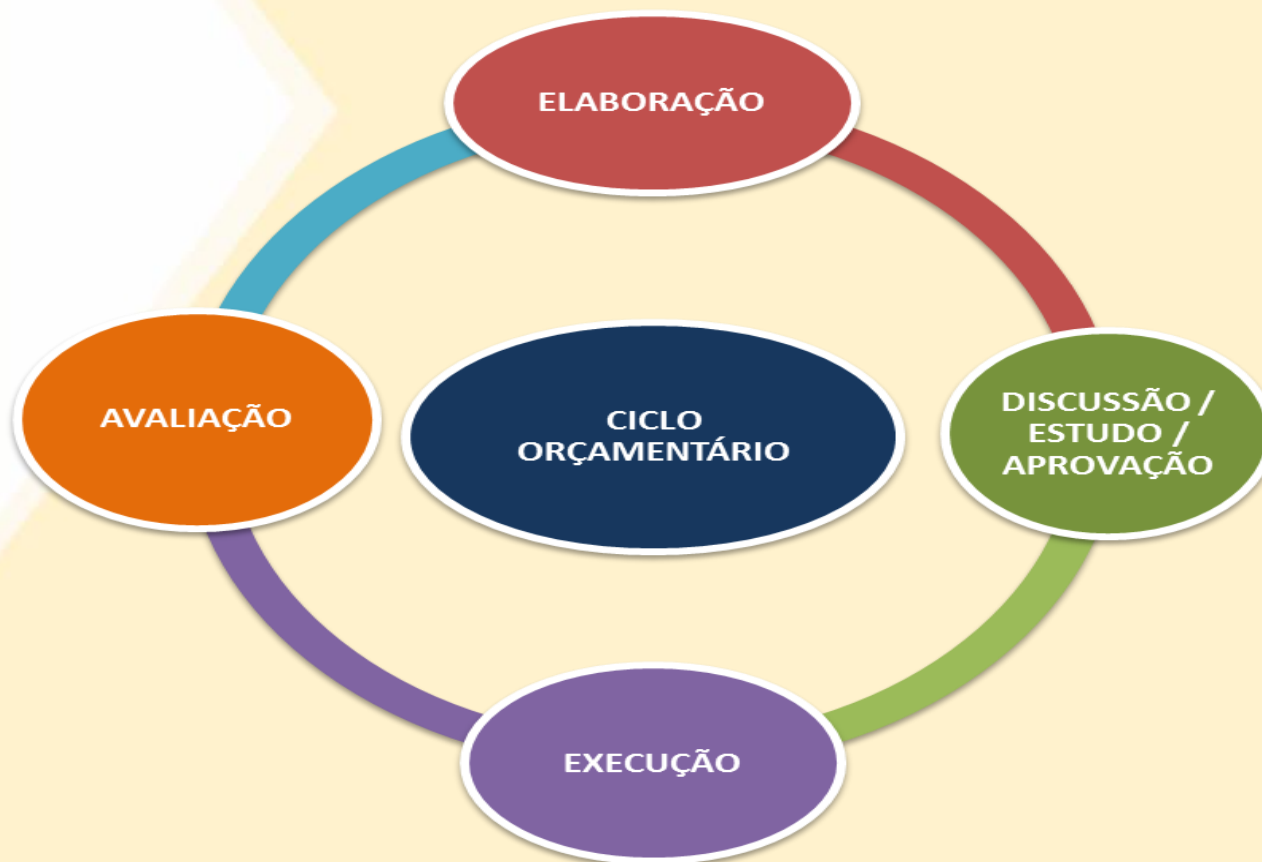 ELABORAÇÃO
AVALIAÇÃO
CICLO
ORÇAMENTÁRIO
DISCUSSÃO /
ESTUDO /
APROVAÇÃO
EXECUÇÃO